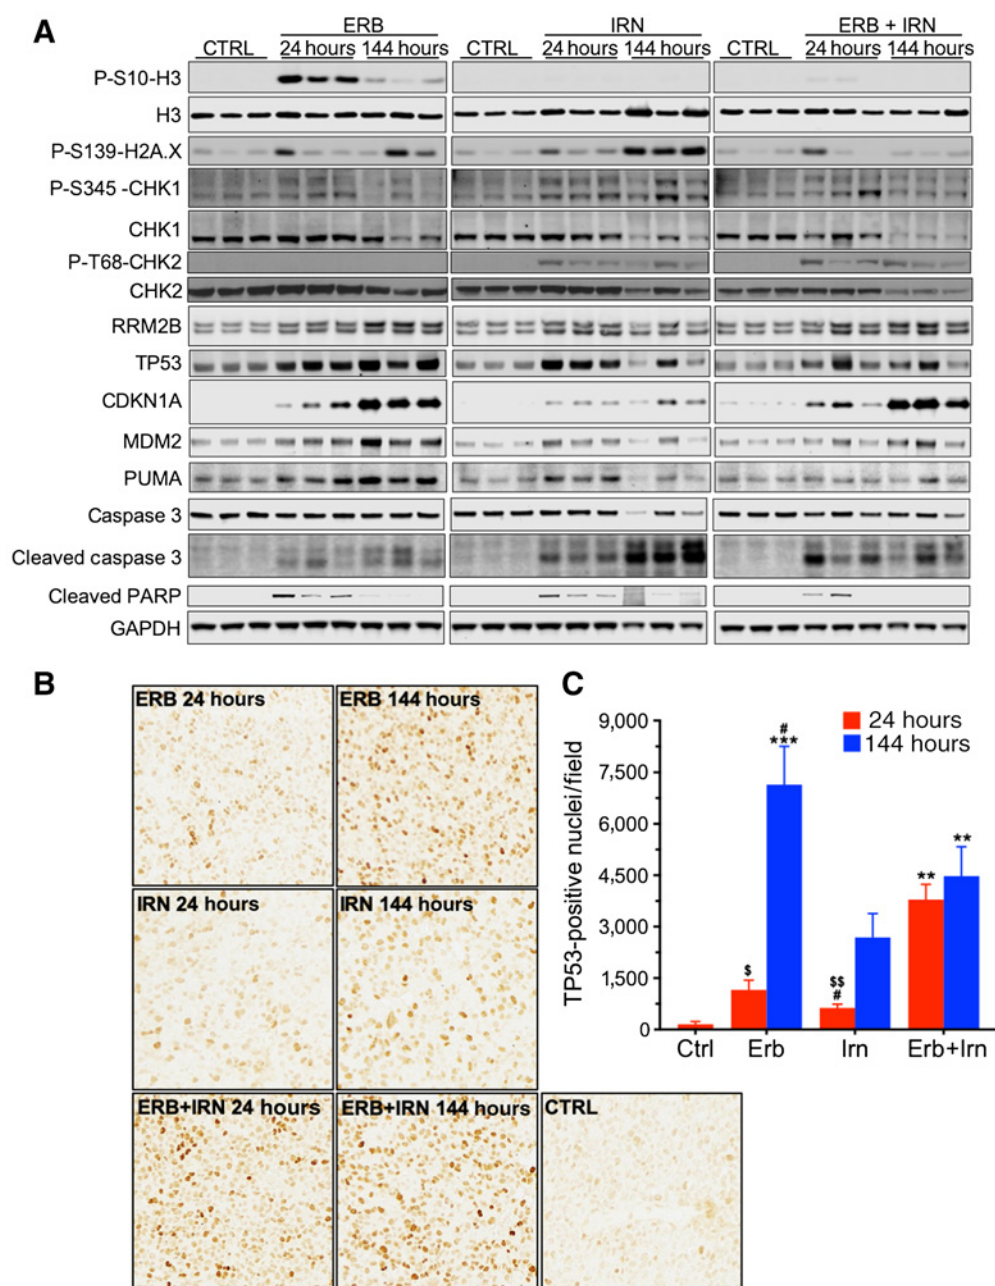 A
ERB
IRN
ERB + IRN
CTRL 24 hours 144 hours CTRL 24 hours 144 hours CTRL 24 hours 144 hours
P-S10-H3
H3
P-S139-H2A.X
P-S345 -CHK1
CHK1
P-T68-CHK2
CHK2
RRM2B
TP53
CDKN1A
MDM2
PUMA
Caspase 3
Cleaved caspase 3
Cleaved PARP
GAPDH
B
ERB 24 hours
ERB 144 hours
IRN 24 hours
IRN 144 hours
ERB+IRN 24 hours
ERB+IRN 144 hours
CTRL
C
24 hours
144 hours
TP53-positive nuclei/field
9,000
7,500
6,000
4,500
3,000
1,500
0
$
#
***
$$
#
**
**
Ctrl Erb Irn Erb+Irn